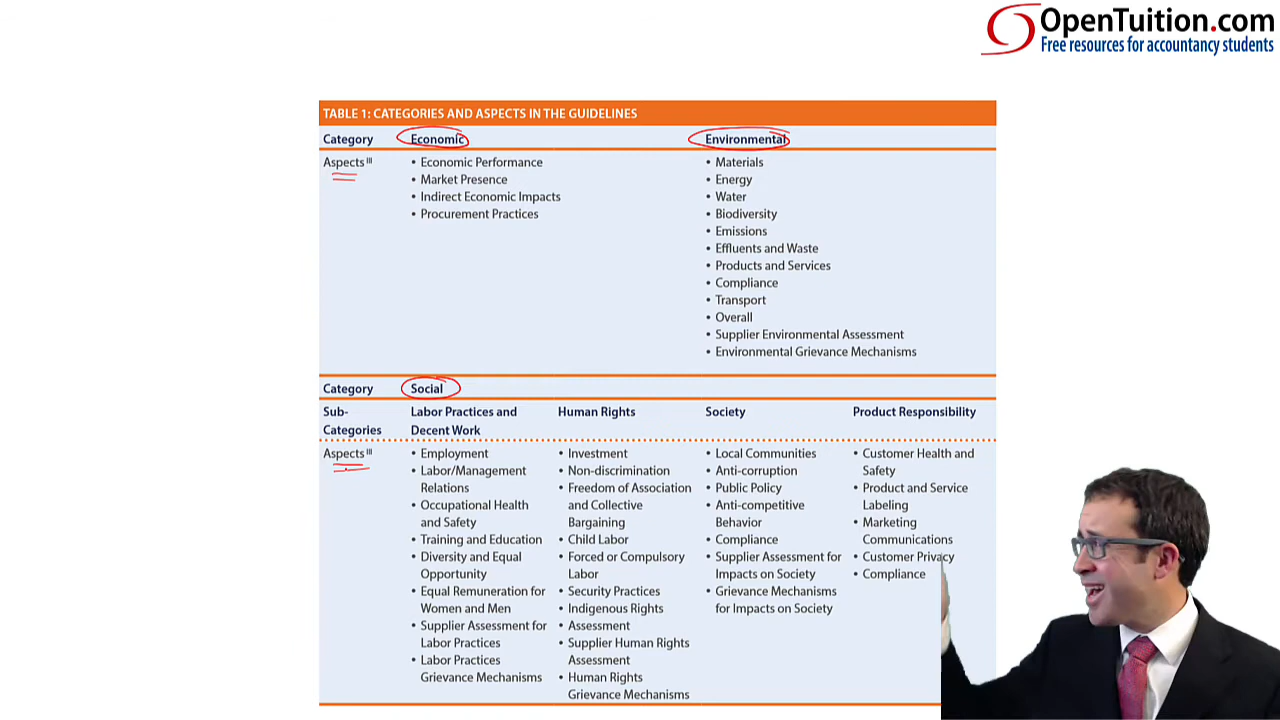 OpenTuition.com
Free resources for accountancy students
TABLE 1: CATEGORIES AND ASPECTS IN THE GUIDELINES
Category Economic Environmental
Aspects III
• Economic Performance
• Market Presence
• Indirect Economic Impacts
• Procurement Practices
• Materials
• Energy
• Water
• Biodiversity
• Emissions
• Effluents and Waste
• Products and Services
• Compliance
• Transport
• Overall
• Supplier Environmental Assessment
• Environmental Grievance Mechanisms
Category Social
Sub-
Categories
Labor Practices and
Decent Work
Human Rights
Society
Product Responsibility
Aspects III
• Employment
• Labor/Management
Relations
• Occupational Health
and Safety
• Training and Education
• Diversity and Equal
Opportunity
• Equal Remuneration for
Women and Men
• Supplier Assessment for
Labor Practices
• Labor Practices
Grievance Mechanisms
• Investment
• Non-discrimination
• Freedom of Association
and Collective
Bargaining
• Child Labor
• Forced or Compulsory
Labor
• Security Practices
• Indigenous Rights
• Assessment
• Supplier Human Rights
Assessment
• Human Rights
Grievance Mechanisms
• Local Communities
• Anti-corruption
• Public Policy
• Anti-competitive
Behavior
• Compliance
• Supplier Assessment for
Impacts on Society
• Grievance Mechanisms
for Impacts on Society
• Customer Health and
Safety
• Product and Service
Labeling
• Marketing
Communications
• Customer Privacy
• Compliance